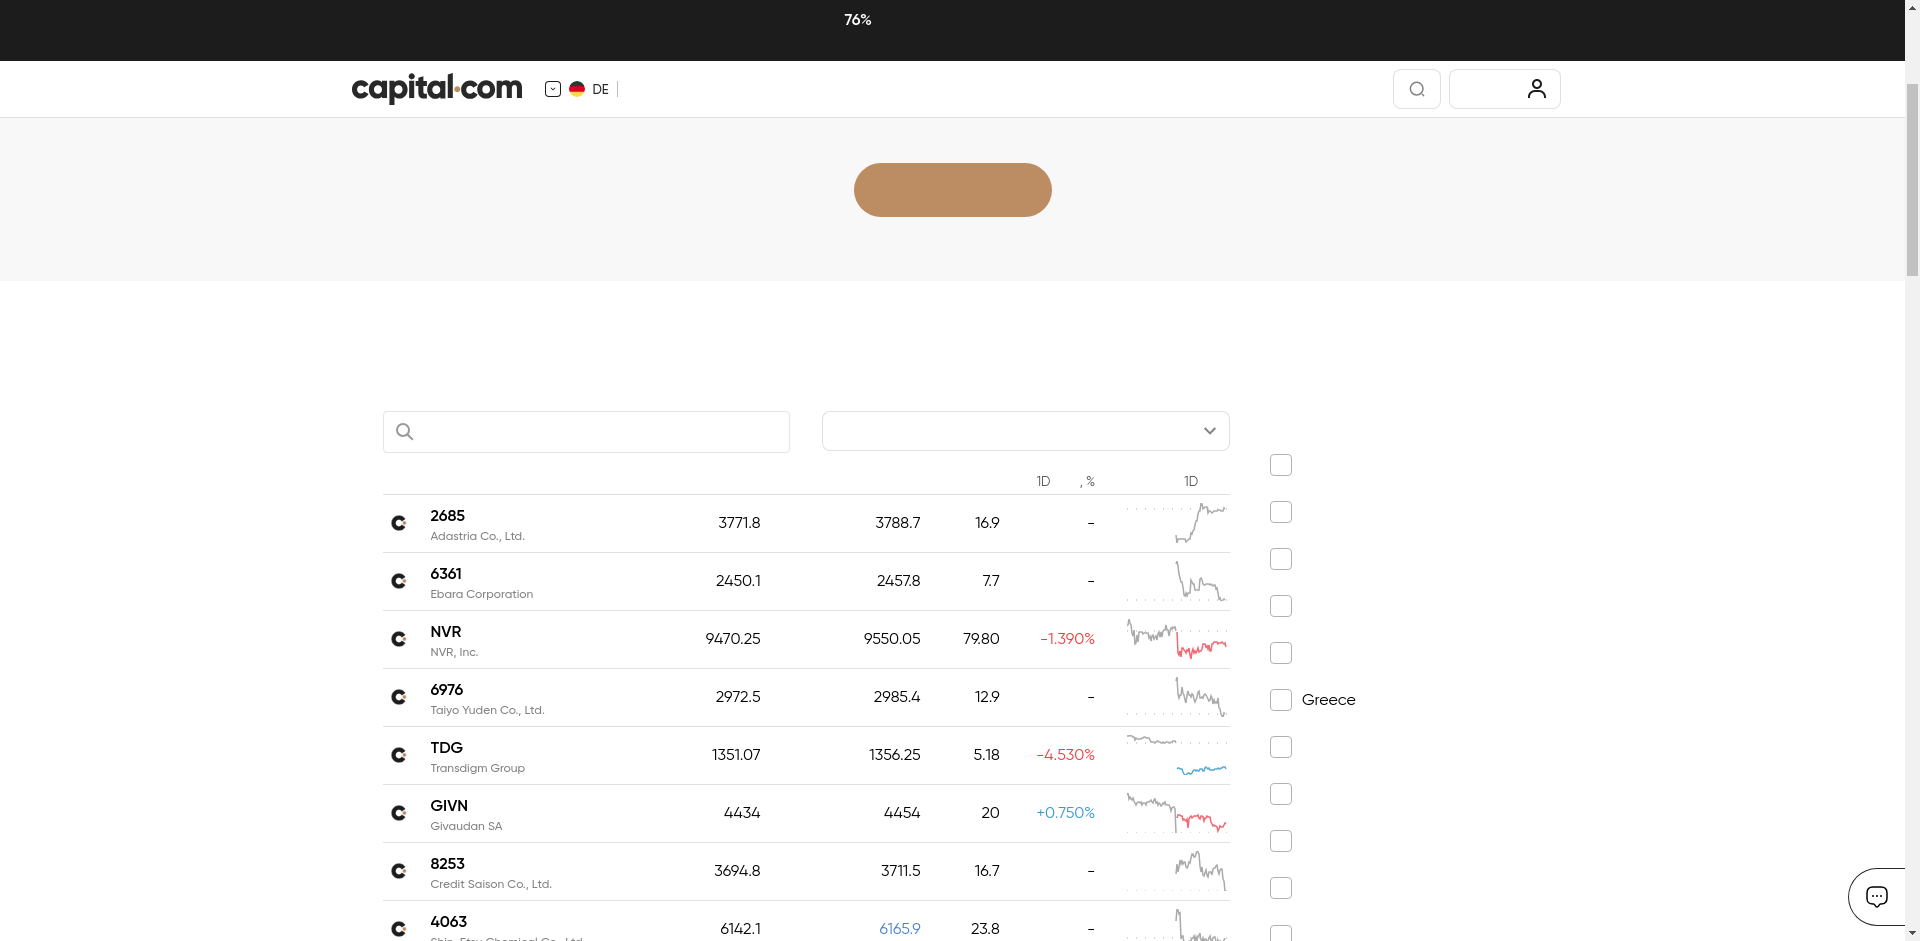 76%
capital.com
DE
1D , % 1D
2685 3771.8 3788.7 16.9 -
Adastria Co., Ltd.
6361 2450.1 2457.8 7.7 -
Ebara Corporation
NVR 9470.25 9550.05 79.80 -1.390%
NVR, Inc.
6976 2972.5 2985.4 12.9 -
Taiyo Yuden Co., Ltd.
Greece
TDG 1351.07 1356.25 5.18 -4.530%
Transdigm Group
GIVN 4434 4454 20 +0.750%
Givaudan SA
8253 3694.8 3711.5 16.7 -
Credit Saison Co., Ltd.
4063 6142.1 6165.9 23.8 -